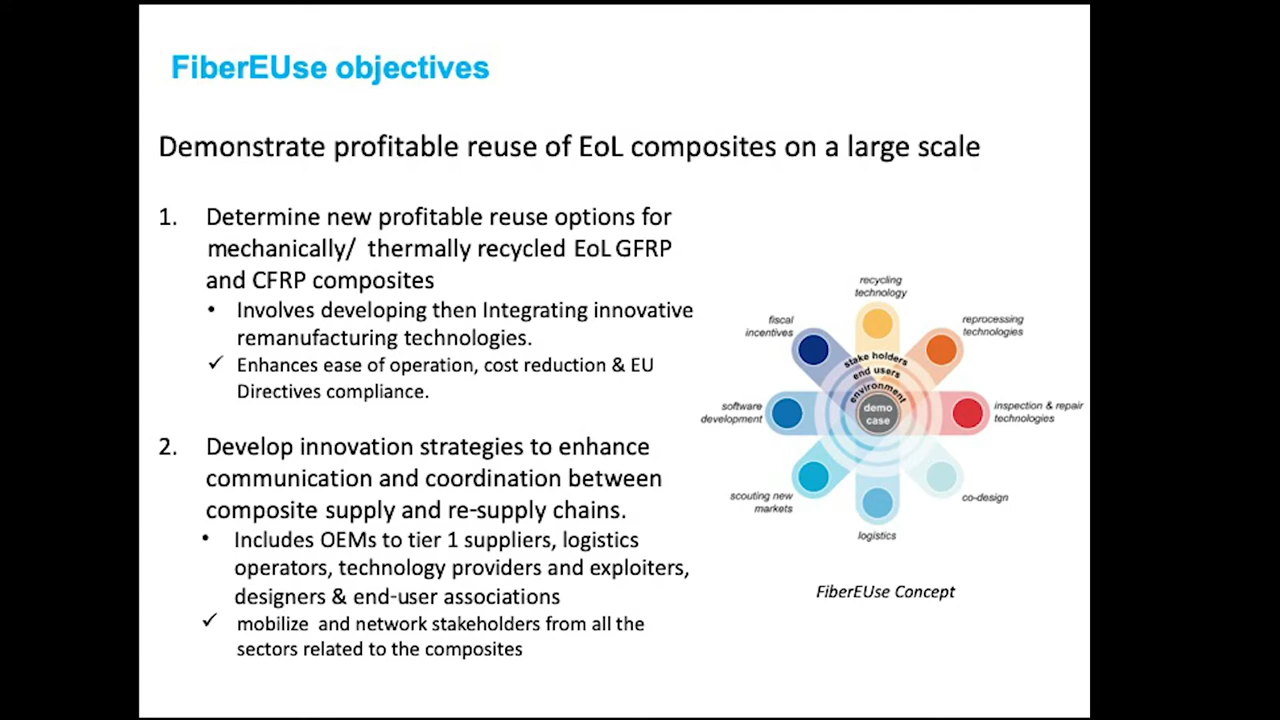 FiberEUse objectives
Demonstrate profitable reuse of EoL composites on a large scale
1. Determine new profitable reuse options for
mechanically/ thermally recycled EoL GFRP
and CFRP composites
• Involves developing then Integrating innovative
remanufacturing technologies.
✓ Enhances ease of operation, cost reduction & EU
Directives compliance.
2. Develop innovation strategies to enhance
communication and coordination between
composite supply and re-supply chains.
• Includes OEMs to tier 1 suppliers, logistics
operators, technology providers and exploiters,
designers & end-user associations
✓ mobilize and network stakeholders from all the
sectors related to the composites
recycling
technology
fiscal
incentives
reprocessing
technologies
stake holders
end users
environment
demo
case
software
development
inspection & repair
technologies
scouting new
markets
co-design
logistics
FiberEUse Concept